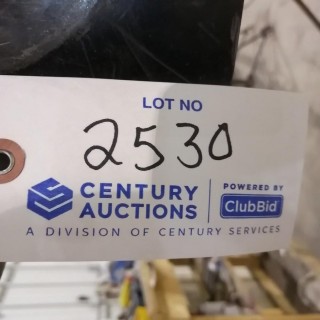 LOT NO
2530
CENTURY AUCTIONS
POWERED BY
ClubBid
A DIVISION OF CENTURY SERVICES